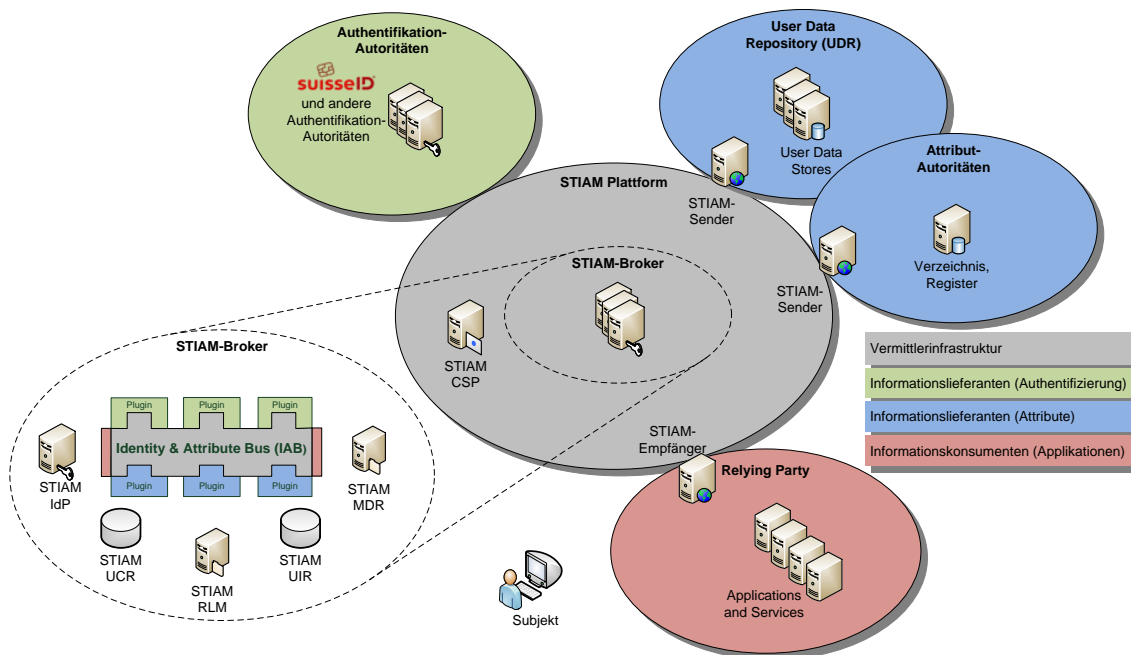 Authentifikation-
Autoritäten
suisseID
und andere
Authentifikation-
Autoritäten
User Data
Repository (UDR)
User Data
Stores
Attribut-
Autoritäten
Verzeichnis,
Register
STIAM Plattform
STIAM-
Sender
STIAM-
Sender
STIAM-Broker
STIAM
CSP
STIAM-Broker
Plugin
Plugin
Plugin
Identity & Attribute Bus (IAB)
Plugin
Plugin
Plugin
STIAM
IdP
STIAM
MDR
STIAM
UCR
STIAM
UIR
STIAM
RLM
Vermittlerinfrastruktur
Informationslieferanten (Authentifizierung)
Informationslieferanten (Attribute)
Informationskonsumenten (Applikationen)
STIAM-
Empfänger
Relying Party
Applications
and Services
Subjekt